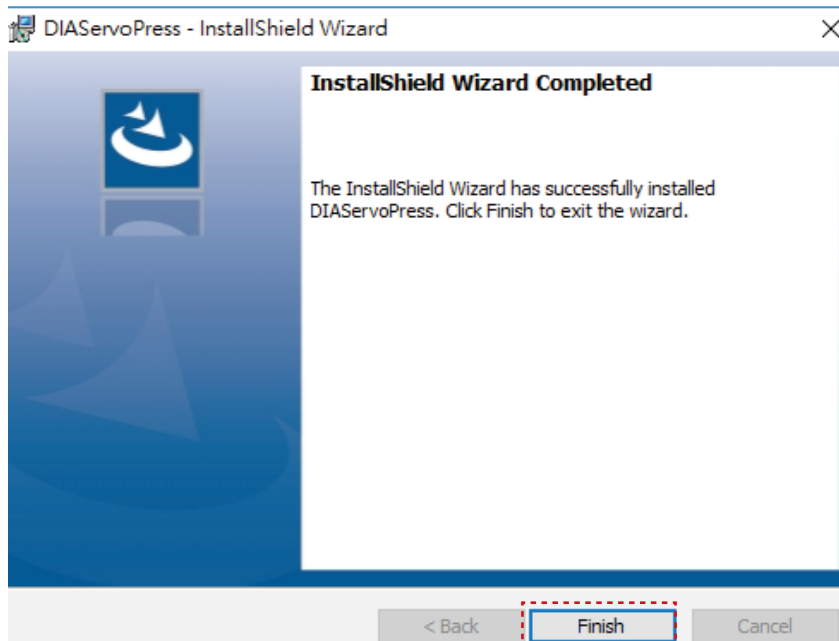 DIAServoPress - InstallShield Wizard
InstallShield Wizard Completed
The InstallShield Wizard has successfully installed
DIAServoPress. Click Finish to exit the wizard.
< Back
Finish
Cancel